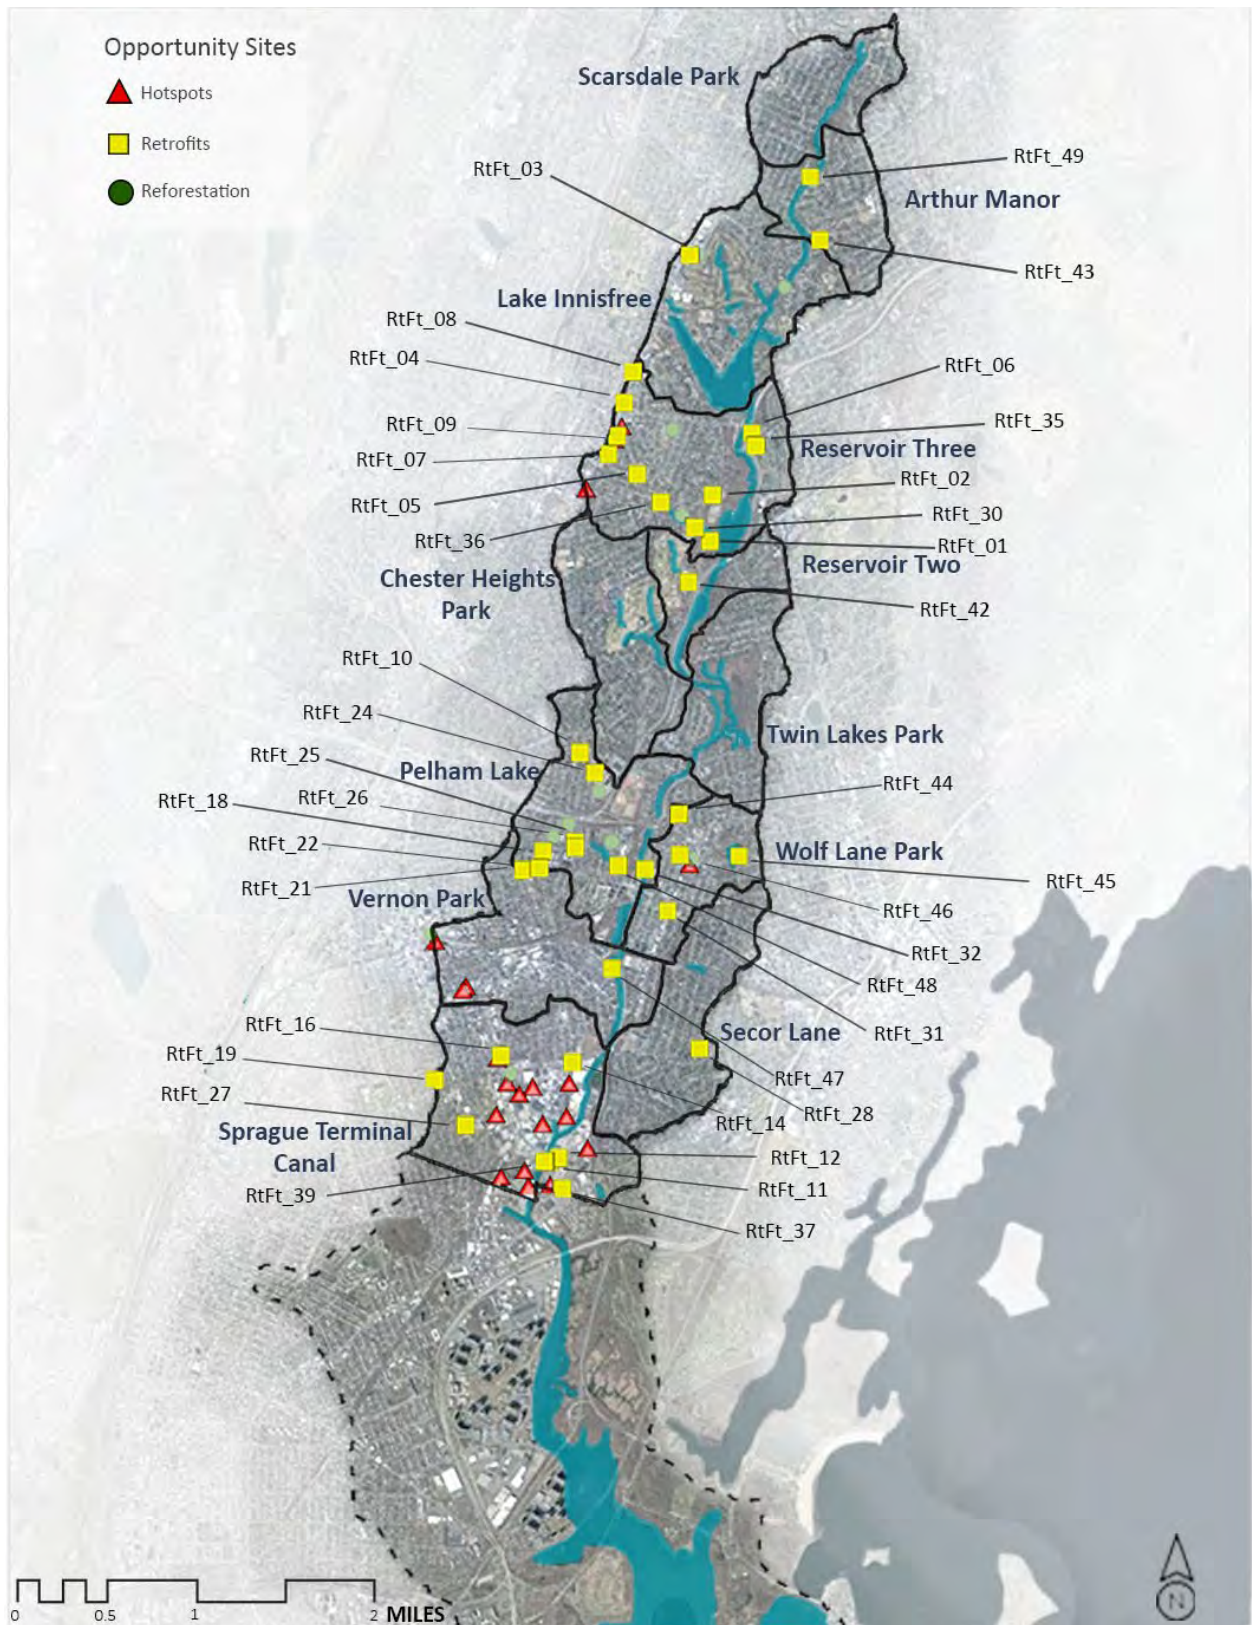 Opportunity Sites
Hotspots
Retrofits
Reforestation
Scarsdale Park
RtFt_49
RtFt_03
Arthur Manor
RtFt_43
Lake Innisfree
RtFt_08
RtFt_04
RtFt_06
RtFt_09
RtFt_35
Reservoir Three
RtFt_07
RtFt_02
RtFt_05
RtFt_30
RtFt_36
RtFt_01
Reservoir Two
Chester Heights
Park
RtFt_42
RtFt_10
RtFt_24
Twin Lakes Park
RtFt_25
Pelham Lake
RtFt_44
RtFt_26
RtFt_18
RtFt_22
Wolf Lane Park
RtFt_45
RtFt_21
Vernon Park
RtFt_46
RtFt_32
RtFt_48
RtFt_16
RtFt_31
Secor Lane
RtFt_19
RtFt_47
RtFt_27
RtFt_28
RtFt_14
Sprague Terminal
Canal
RtFt_12
RtFt_39
RtFt_11
RtFt_37
0 0.5 1 2 MILES
N